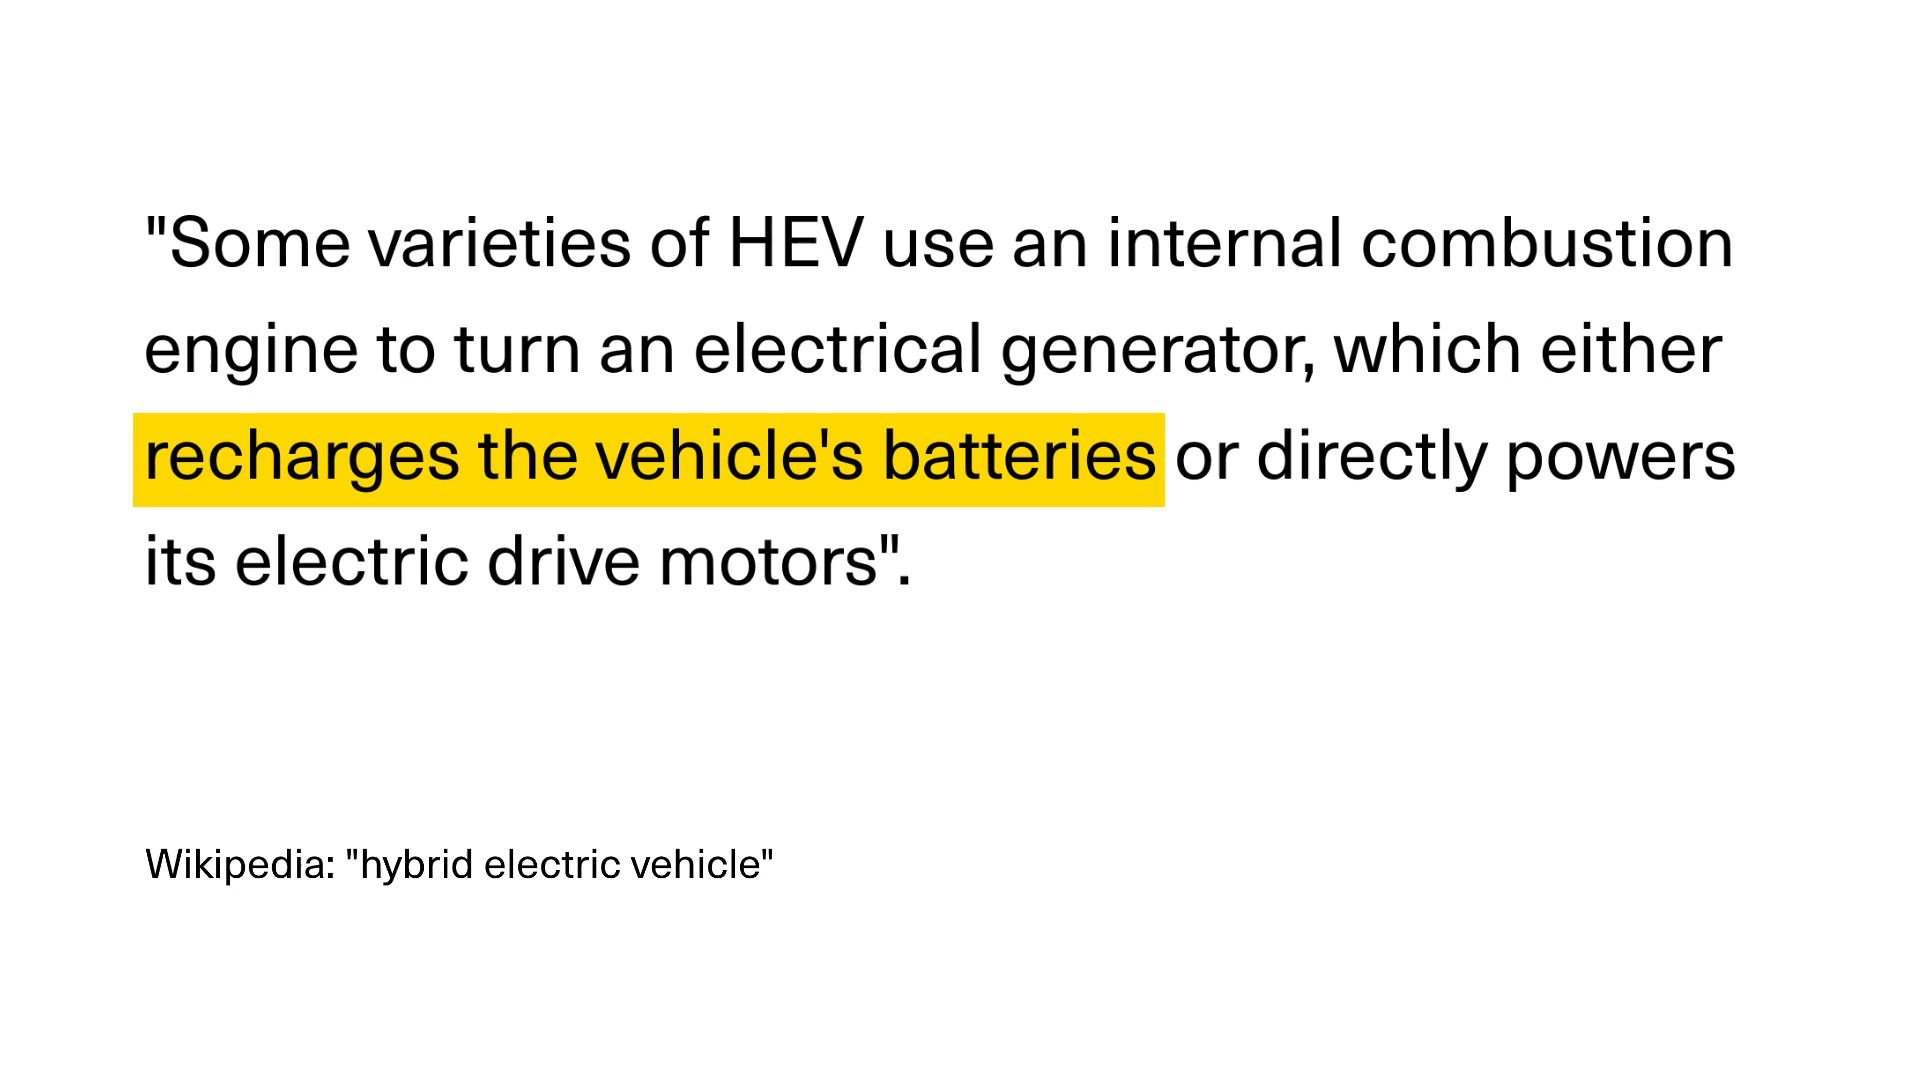 "Some varieties of HEV use an internal combustion
engine to turn an electrical generator, which either
recharges the vehicle's batteries or directly powers
its electric drive motors".
Wikipedia: "hybrid electric vehicle"